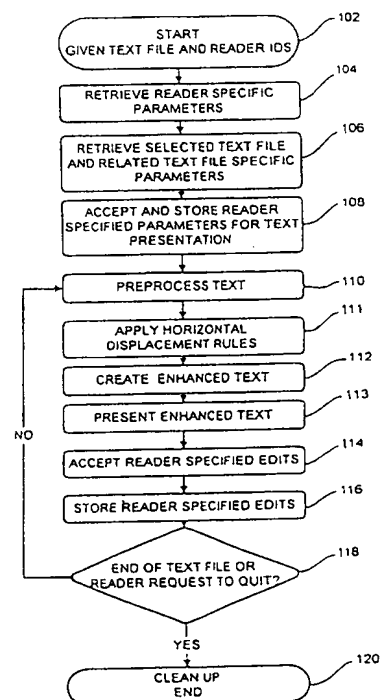 102
START
GIVEN TEXT FILE AND READER IDS
104
RETRIEVE READER SPECIFIC
PARAMETERS
106
RETRIEVE SELECTED TEXT FILE
AND RELATED TEXT FILE SPECIFIC
PARAMETERS
108
ACCEPT AND STORE READER
SPECIFIED PARAMETERS FOR TEXT
PRESENTATION
110
PREPROCESS TEXT
111
APPLY HORIZONTAL
DISPLACEMENT RULES
112
CREATE ENHANCED TEXT
113
PRESENT ENHANCED TEXT
114
ACCEPT READER SPECIFIED EDITS
116
STORE READER SPECIFIED EDITS
NO
118
END OF TEXT FILE OR
READER REQUEST TO QUIT?
YES
120
CLEAN UP
END